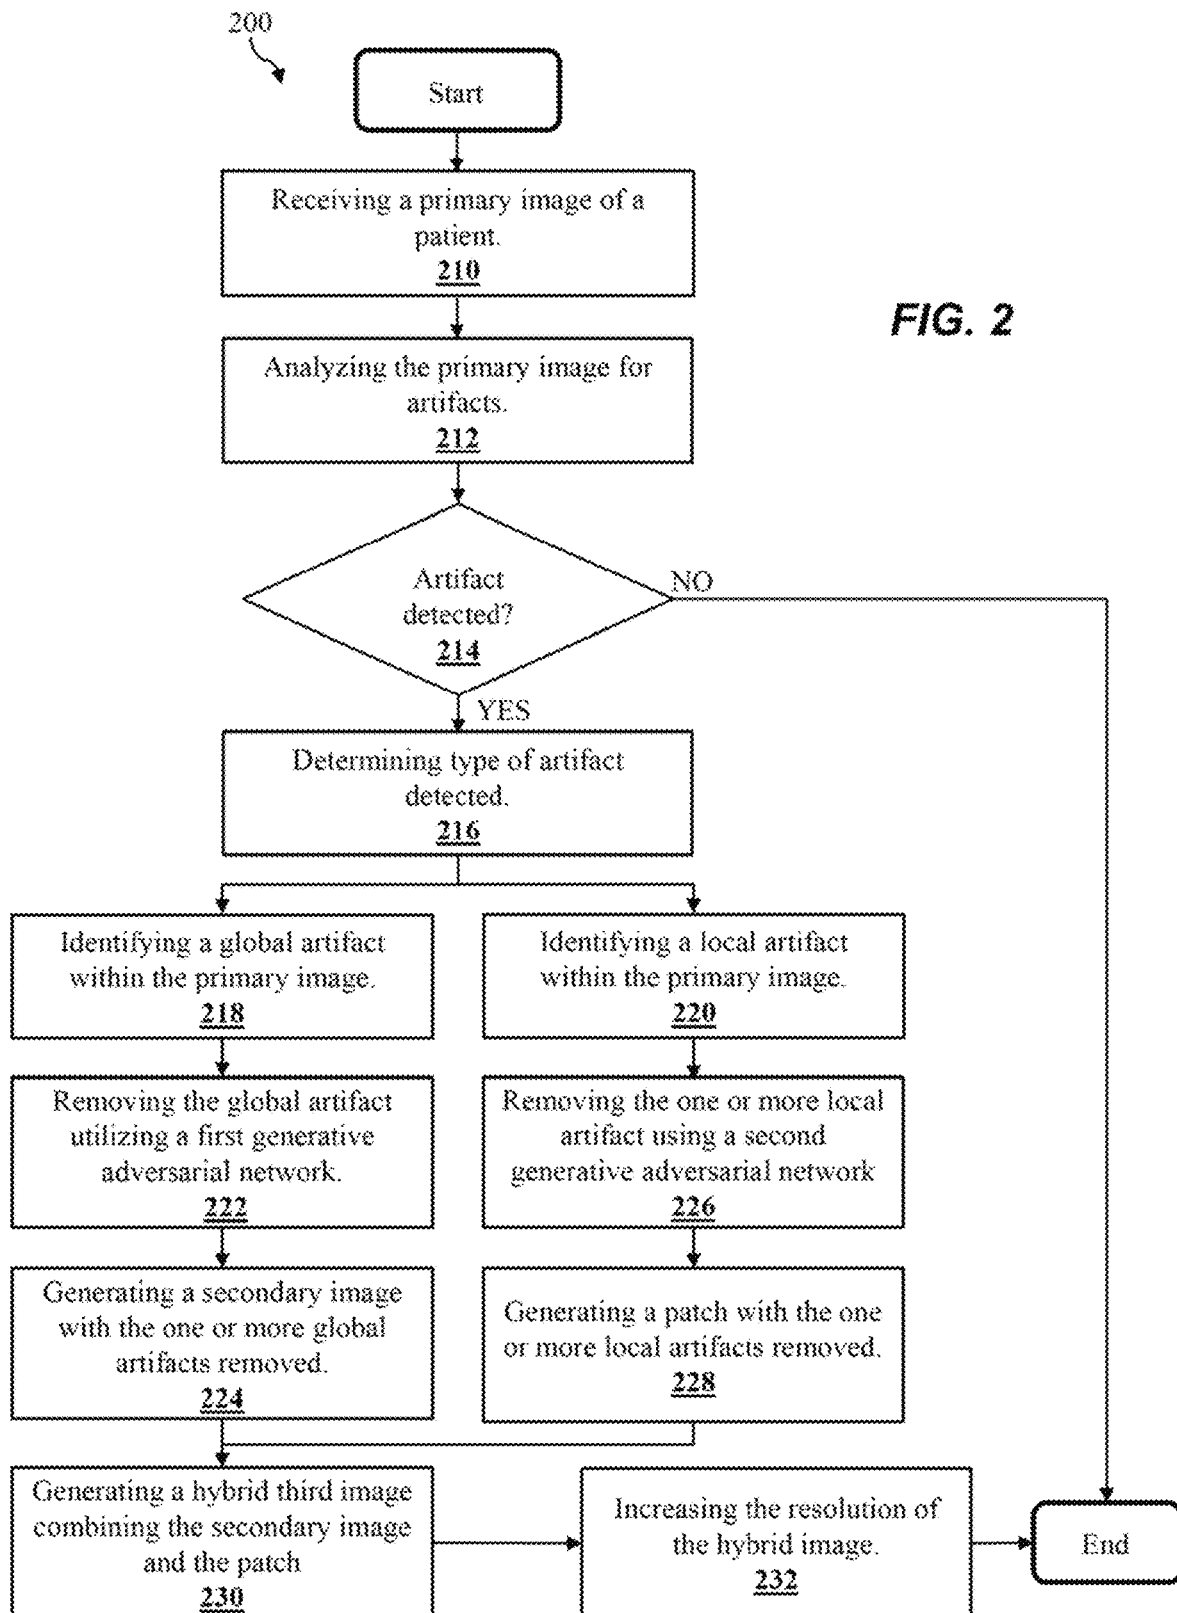 200
Start
Receiving a primary image of a
patient.
210
FIG. 2
Analyzing the primary image for
artifacts.
212
Artifact
detected?
214
NO
YES
Determining type of artifact
detected.
216
Identifying a global artifact
within the primary image.
218
Identifying a local artifact
within the primary image.
220
Removing the global artifact
utilizing a first generative
adversarial network.
222
Removing the one or more local
artifact using a second
generative adversarial network
226
Generating a secondary image
with the one or more global
artifacts removed.
224
Generating a patch with the one
or more local artifacts removed.
228
Generating a hybrid third image
combining the secondary image
and the patch
230
Increasing the resolution of
the hybrid image.
232
End